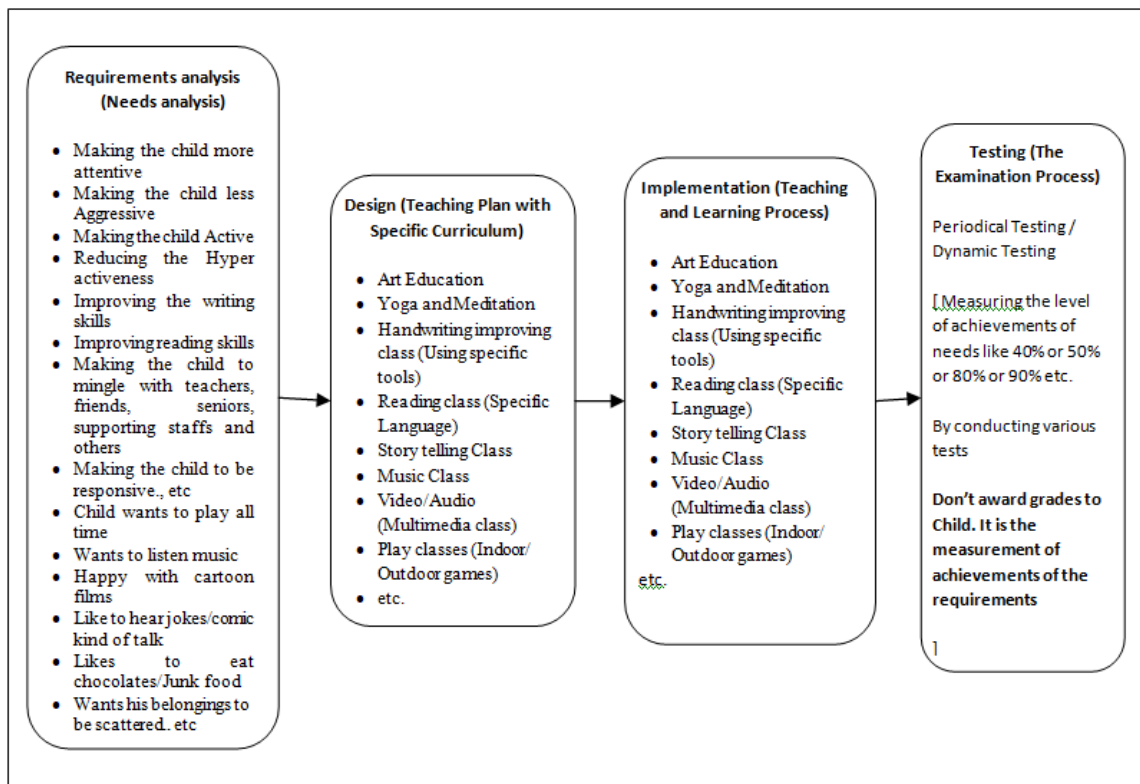 Requirements analysis
(Needs analysis)
• Making the child more
attentive
• Making the child less
Aggressive
• Making the child Active
• Reducing the Hyper
activeness
• Improving the writing
skills
• Improving reading skills
• Making the child to
mingle with teachers,
friends, seniors,
supporting staffs and
others
• Making the child to be
responsive., etc
• Child wants to play all
time
• Wants to listen music
• Happy with cartoon
films
• Like to hear jokes/comic
kind of talk
• Likes to eat
chocolates/Junk food
• Wants his belongings to
be scattered.. etc
Design (Teaching Plan with
Specific Curriculum)
• Art Education
• Yoga and Meditation
• Handwriting improving
class (Using specific
tools)
• Reading class (Specific
Language)
• Story telling Class
• Music Class
• Video/Audio
(Multimedia class)
• Play classes (Indoor/
Outdoor games)
• etc.
Implementation (Teaching
and Learning Process)
• Art Education
• Yoga and Meditation
• Handwriting improving
class (Using specific
tools)
• Reading class (Specific
Language)
• Story telling Class
• Music Class
• Video/Audio
(Multimedia class)
• Play classes (Indoor/
Outdoor games)
etc.
Testing (The
Examination Process)
Periodical Testing /
Dynamic Testing
[ Measuring the level
of achievements of
needs like 40% or 50%
or 80% or 90% etc.
By conducting various
tests
Don't award grades to
Child. It is the
measurement of
achievements of the
requirements
]